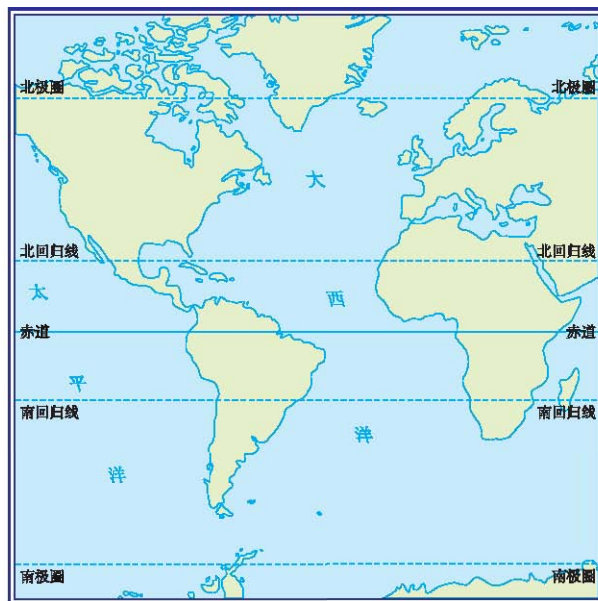 北极圈 北极圈
大
北回归线 北回归线
太 西
赤道 赤道
平
南回归线 南回归线
洋
洋
南极圈 南极圈